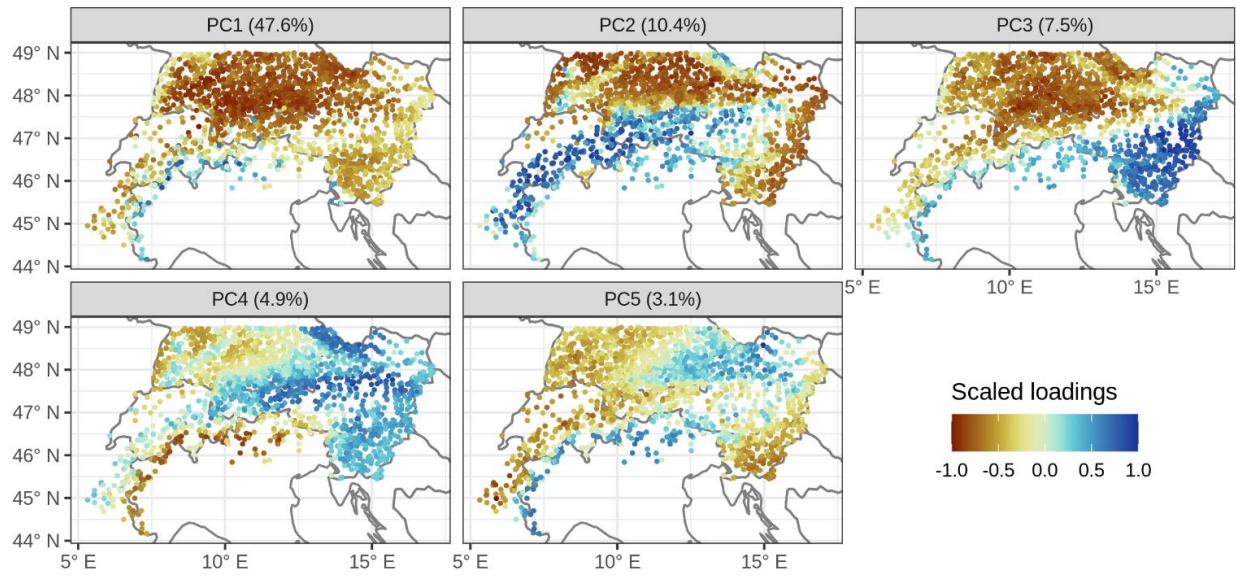 PC1 (47.6%) PC2 (10.4%) PC3 (7.5%)
49° N
48° N
47° N
46° N
45° N
44° N
5° E 10° E 15° E
PC4 (4.9%) PC5 (3.1%)
49° N
48° N
47° N
46° N
45° N
44° N
5° E 10° E 15° E 5° E 10° E 15° E
Scaled loadings
-1.0 -0.5 0.0 0.5 1.0